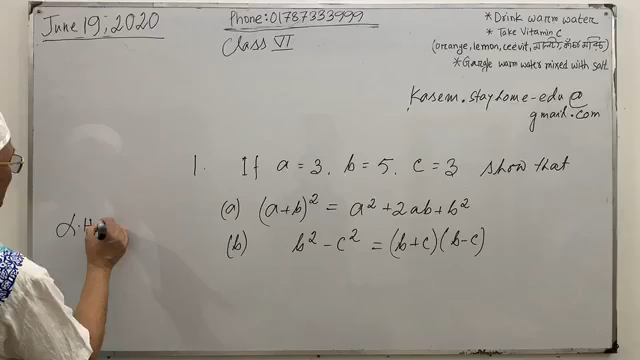 June 19, 2020
Phone: 01787333999
Class VI
* Drink warm water
* Take Vitamin C
(orange, lemon, ceevit,
* Gargle warm water mixed with salt
Kasem.stayhome-edu@
gmail.com
1. If a = 3, b = 5, c = 3 show that
(a) (a+b)² = a² + 2ab + b²
(b) b² - c² = (b+c)(b-c)
L.H